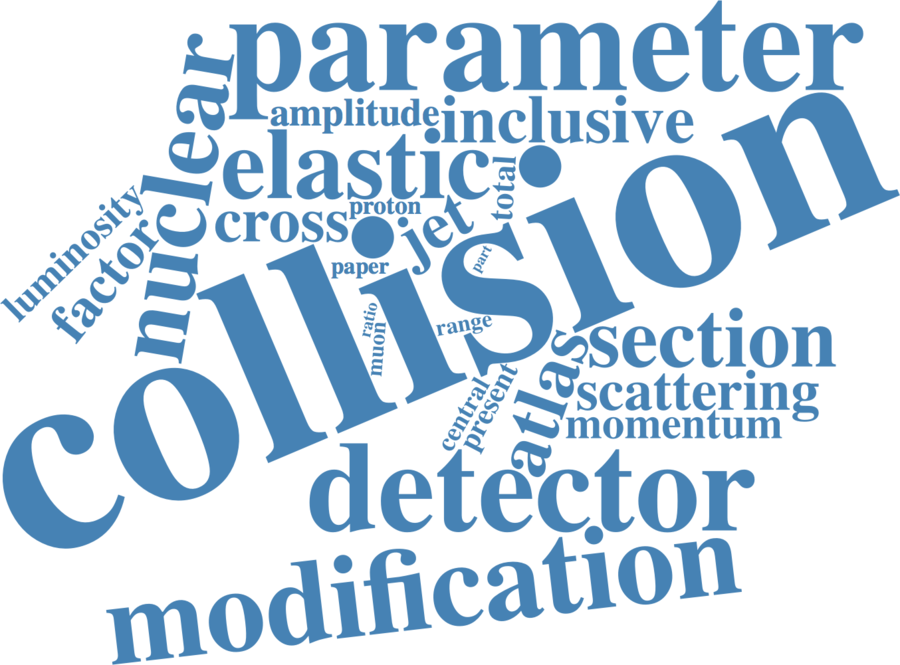 parameter
nuclear
amplitude
inclusive
elastic
total
luminosity
factor
cross
proton
jet
paper
part
collision
ratio
muon
range
section
central
present
atlas
scattering
momentum
detector
modification